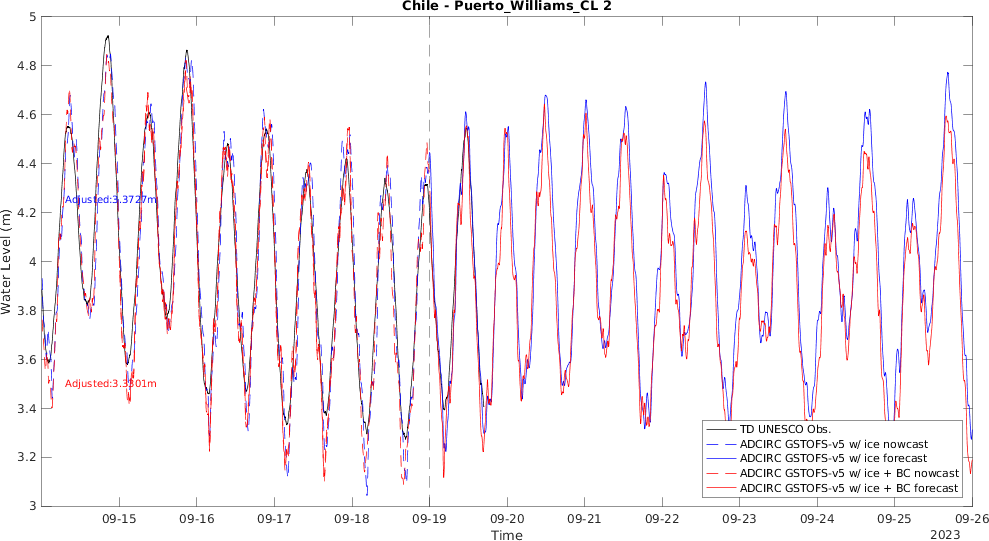 Chile - Puerto_Williams_CL 2
5
4.8
4.6
4.4
4.2
4
3.8
3.6
3.4
3.2
3
Water Level (m)
Adjusted:3.3727m
Adjusted:3.3301m
TD UNESCO Obs.
ADCIRC GSTOFS-v5 w/ ice nowcast
ADCIRC GSTOFS-v5 w/ ice forecast
ADCIRC GSTOFS-v5 w/ ice + BC nowcast
ADCIRC GSTOFS-v5 w/ ice + BC forecast
09-15 09-16 09-17 09-18 09-19 09-20 09-21 09-22 09-23 09-24 09-25 09-26
Time
2023